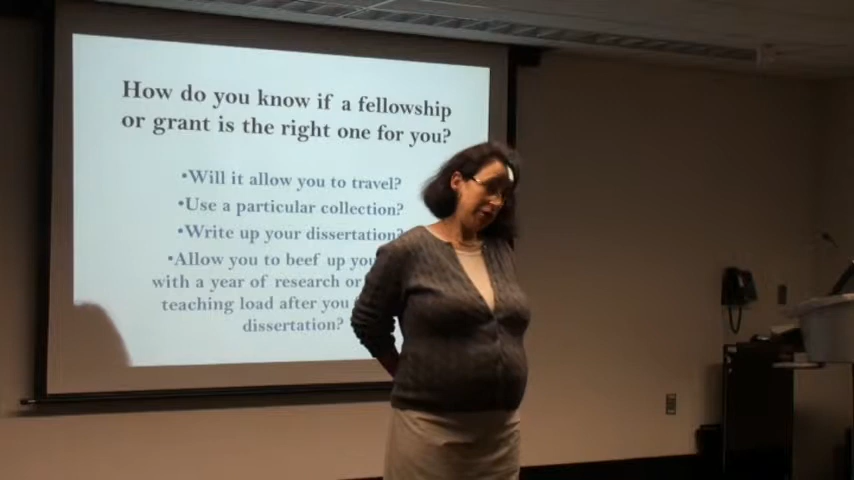 How do you know if a fellowship
or grant is the right one for you?
•Will it allow you to travel?
•Use a particular collection?
•Write up your dissertation?
•Allow you to beef up
with a year of research or
teaching load after you
dissertation?